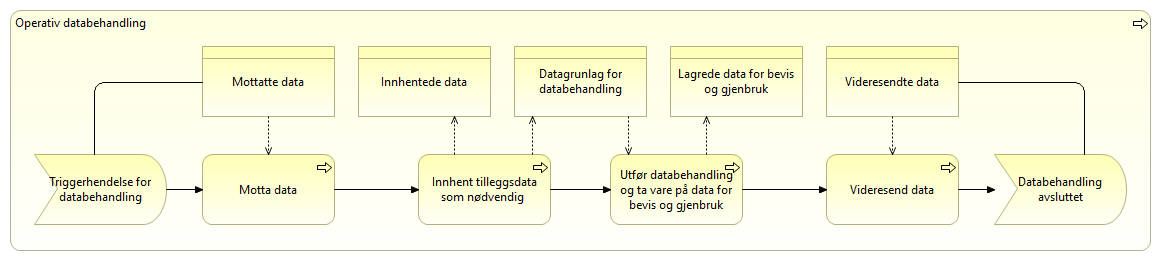 Operativ databehandling
Mottatte data
Innhentede data
Datagrunlag for
databehandling
Lagrede data for bevis
og gjenbruk
Videresendte data
Triggerhendelse for
databehandling
Motta data
Innhent tilleggsdata
som nødvendig
Utfør databehandling
og ta vare på data for
bevis og gjenbruk
Videresend data
Databehandling
avsluttet